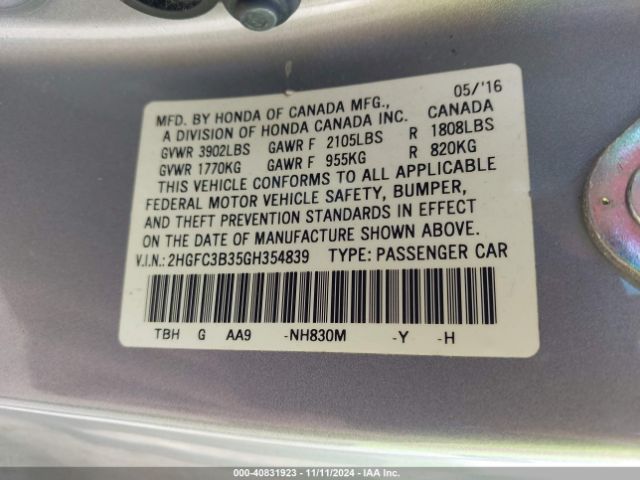 05/'16
MFD. BY HONDA OF CANADA MFG.,
A DIVISION OF HONDA CANADA INC. CANADA
GVWR 3902LBS GAWR F 2105LBS R 1808LBS
GVWR 1770KG GAWR F 955KG R 820KG
THIS VEHICLE CONFORMS TO ALL APPLICABLE
FEDERAL MOTOR VEHICLE SAFETY, BUMPER,
AND THEFT PREVENTION STANDARDS IN EFFECT
ON THE DATE OF MANUFACTURE SHOWN ABOVE.
V.I.N.: 2HGFC3B35GH354839 TYPE: PASSENGER CAR
TBH G AA9 -NH830M -Y -H
000-40831923 - 11/11/2024 - IAA Inc.